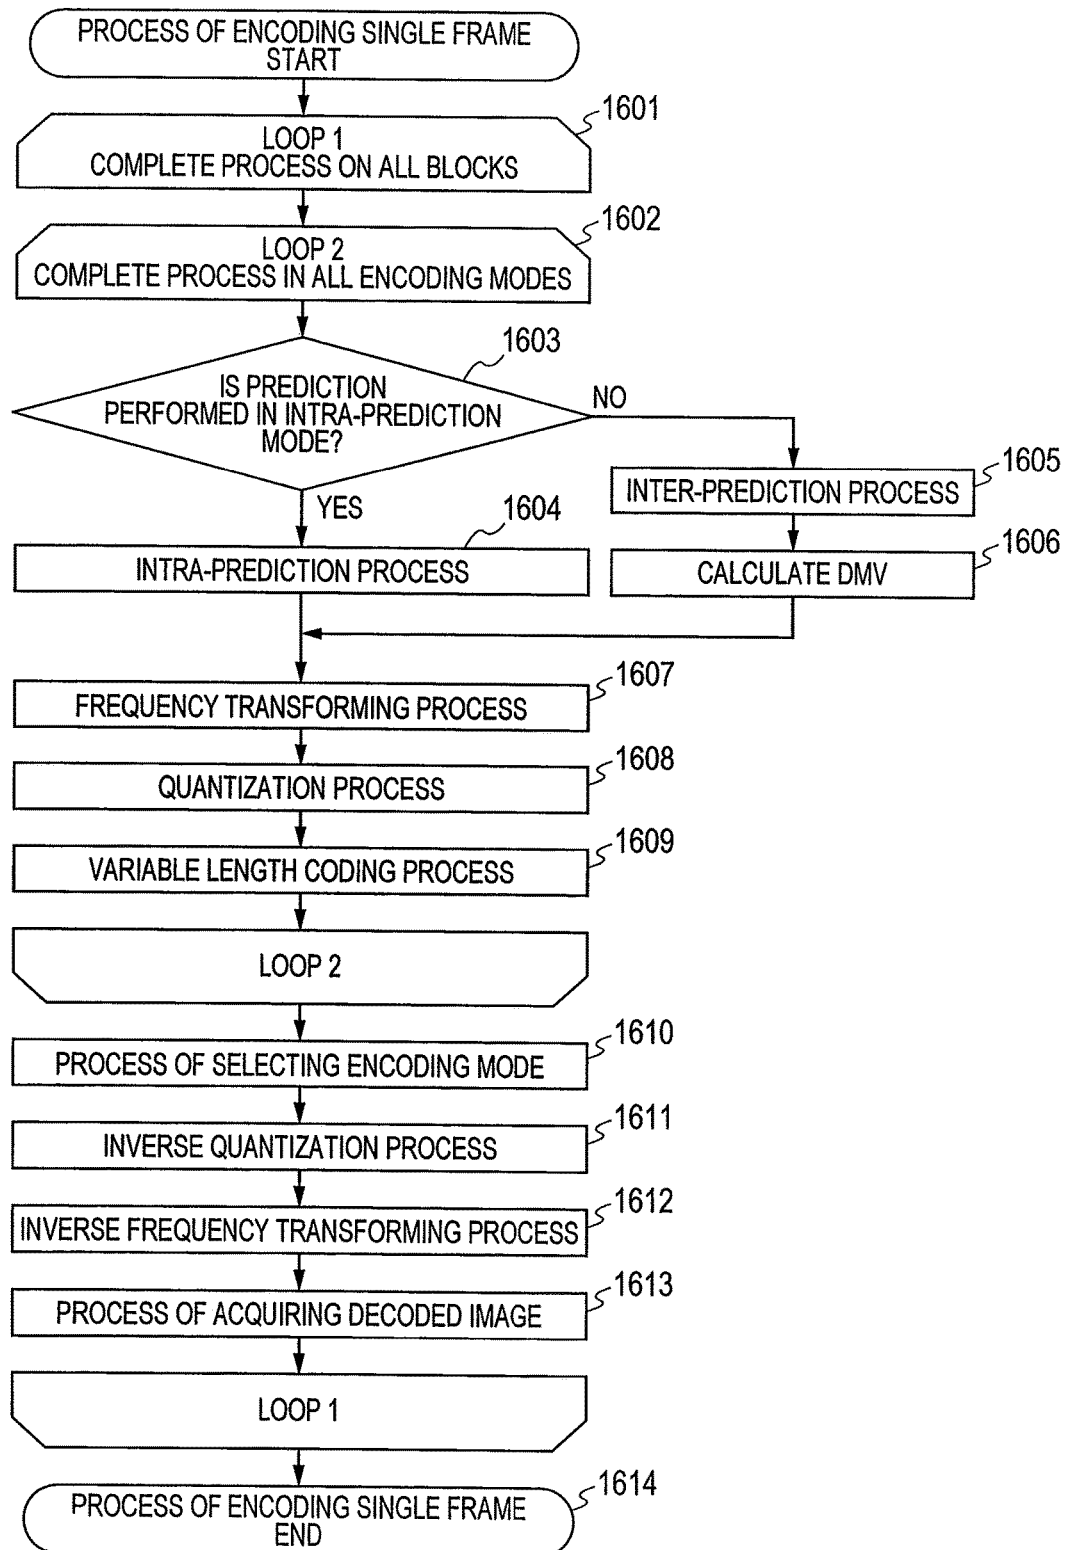 PROCESS OF ENCODING SINGLE FRAME
START
1601
LOOP 1
COMPLETE PROCESS ON ALL BLOCKS
1602
LOOP 2
COMPLETE PROCESS IN ALL ENCODING MODES
1603
IS PREDICTION
PERFORMED IN INTRA-PREDICTION
MODE?
NO
YES
1604
INTRA-PREDICTION PROCESS
1605
INTER-PREDICTION PROCESS
1606
CALCULATE DMV
1607
FREQUENCY TRANSFORMING PROCESS
1608
QUANTIZATION PROCESS
1609
VARIABLE LENGTH CODING PROCESS
LOOP 2
1610
PROCESS OF SELECTING ENCODING MODE
1611
INVERSE QUANTIZATION PROCESS
1612
INVERSE FREQUENCY TRANSFORMING PROCESS
1613
PROCESS OF ACQUIRING DECODED IMAGE
LOOP 1
1614
PROCESS OF ENCODING SINGLE FRAME
END